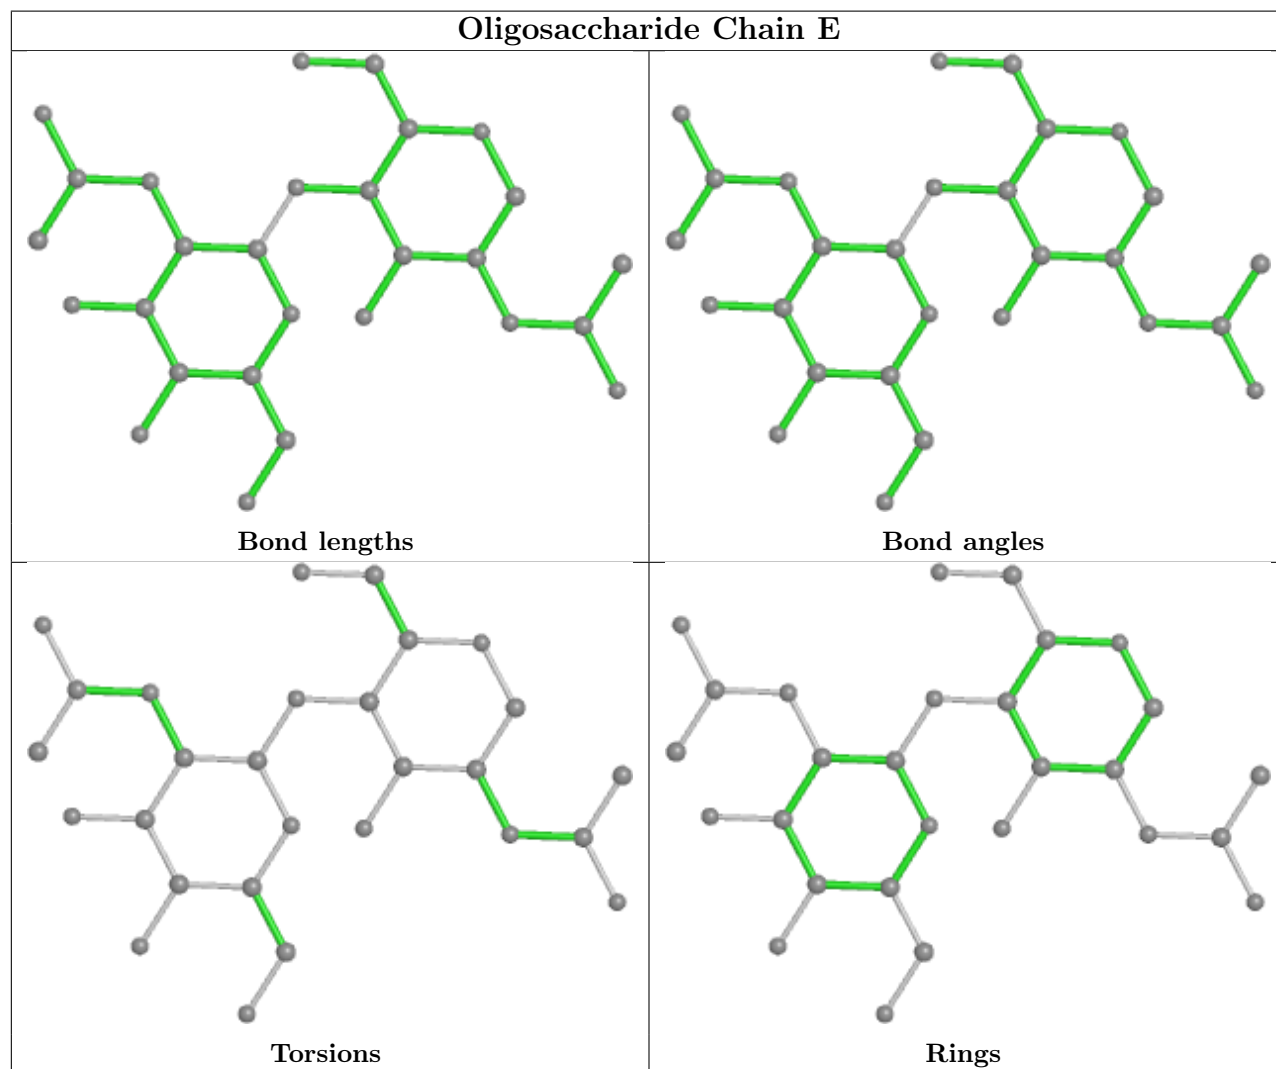 Oligosaccharide Chain E
Bond lengths
Bond angles
Torsions
Rings